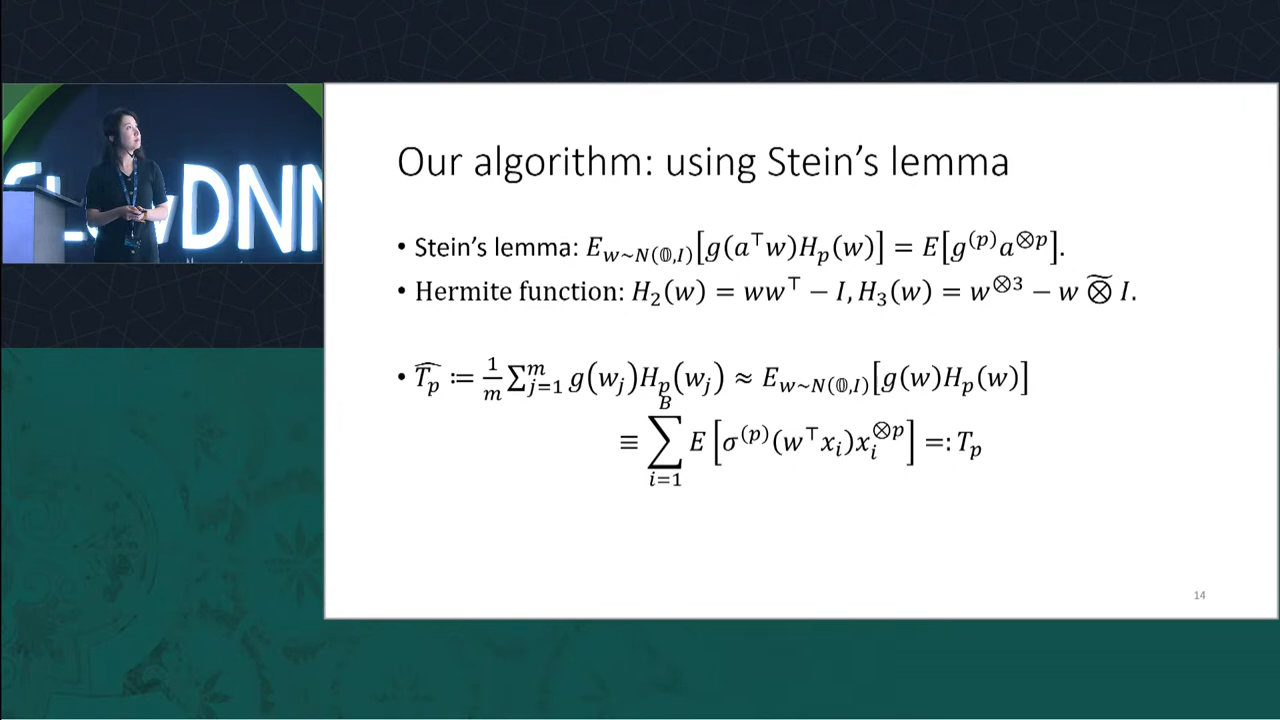 Our algorithm: using Stein's lemma
• Stein's lemma: E_{w∼N(𝟘,I)}[g(a^⊤w)H_p(w)] = E[g^{(p)}a^{⊗p}].
• Hermite function: H_2(w) = ww^⊤ − I, H_3(w) = w^{⊗3} − w ⊗̃ I.
• T̂_p ≔ 1/m ∑_{j=1}^{m} g(w_j)H_p(w_j) ≈ E_{w∼N(𝟘,I)}[g(w)H_p(w)]
≡ ∑_{i=1}^{B} E[σ^{(p)}(w^⊤x_i)x_i^{⊗p}] =: T_p
14